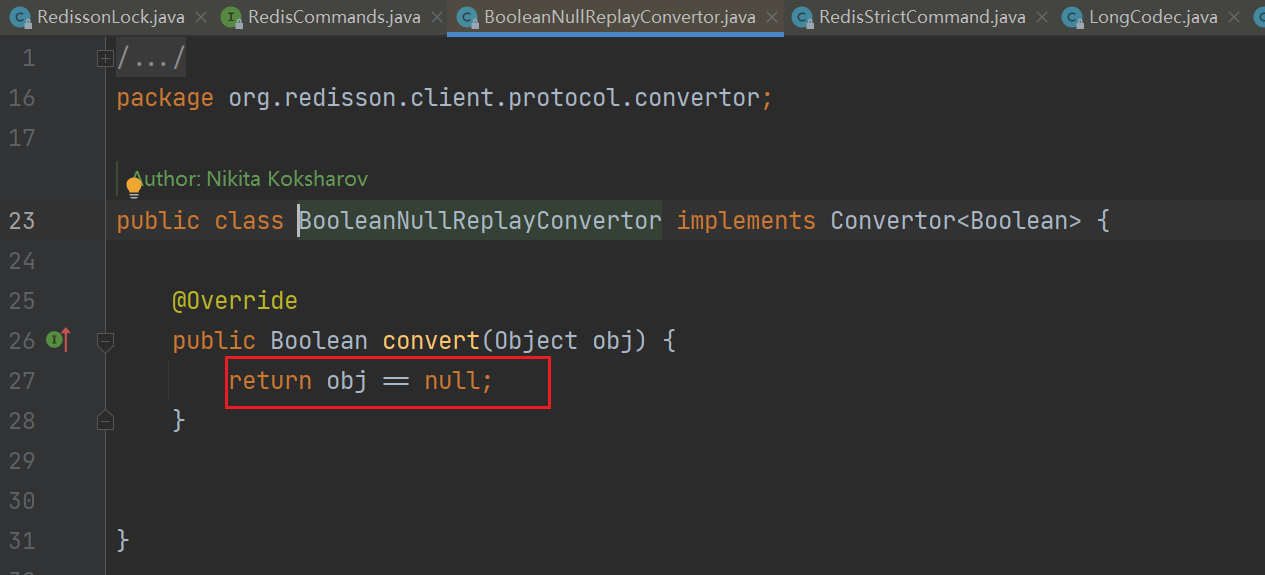 RedissonLock.java RedisCommands.java BooleanNullReplayConvertor.java RedisStrictCommand.java LongCodec.java
1 /.../
16 package org.redisson.client.protocol.convertor;
17
Author: Nikita Koksharov
23 public class BooleanNullReplayConvertor implements Convertor<Boolean> {
24
25 @Override
26 public Boolean convert(Object obj) {
27 return obj == null;
28 }
29
30
31 }